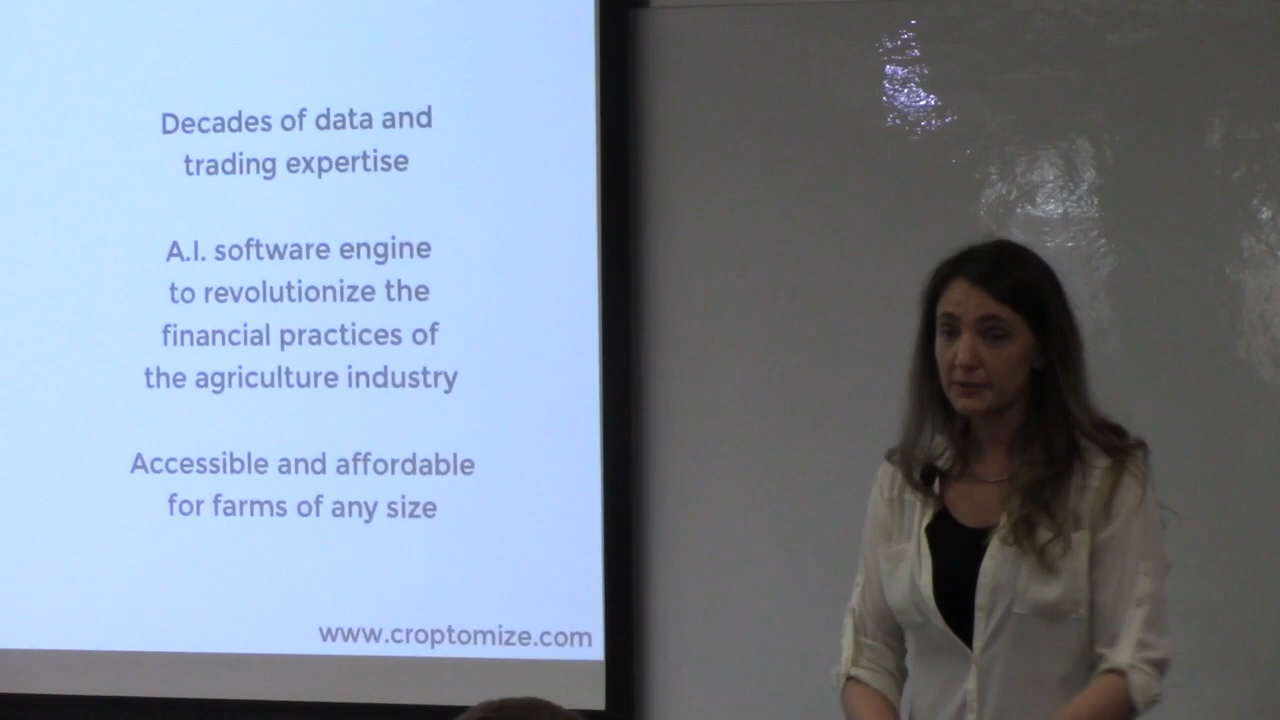 Decades of data and
trading expertise
A.I. software engine
to revolutionize the
financial practices of
the agriculture industry
Accessible and affordable
for farms of any size
www.croptomize.com